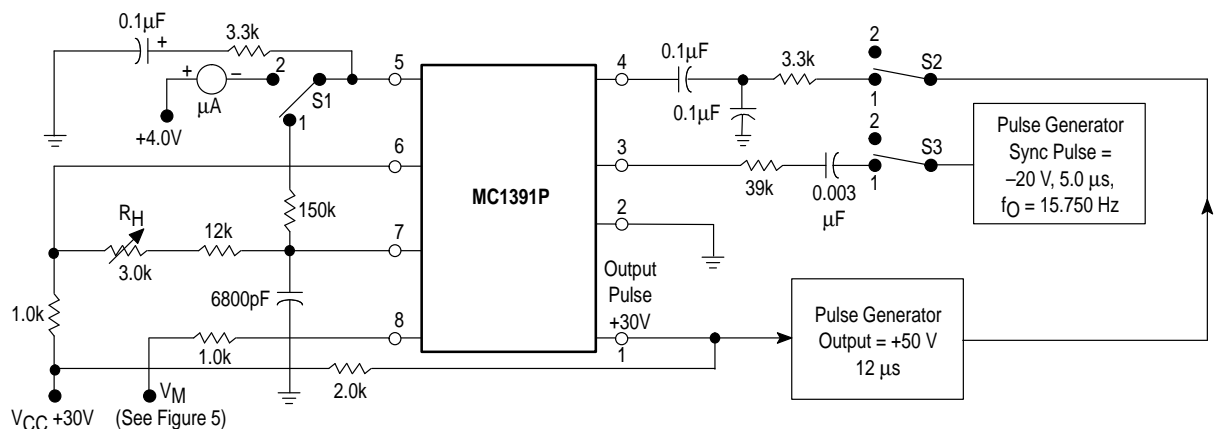 0.1µF
+
3.3k
5
4
0.1µF
3.3k
2
S2
+
–
2
S1
µA
+4.0V
1
0.1µF
1
2
Pulse Generator
Sync Pulse =
–20 V, 5.0 µs,
fO = 15.750 Hz
6
3
S3
MC1391P
39k
0.003
µF
1
150k
RH
12k
7
2
3.0k
Output
Pulse
+30V
6800pF
1.0k
8
1
Pulse Generator
Output = +50 V
12 µs
1.0k
2.0k
VCC +30V
VM
(See Figure 5)